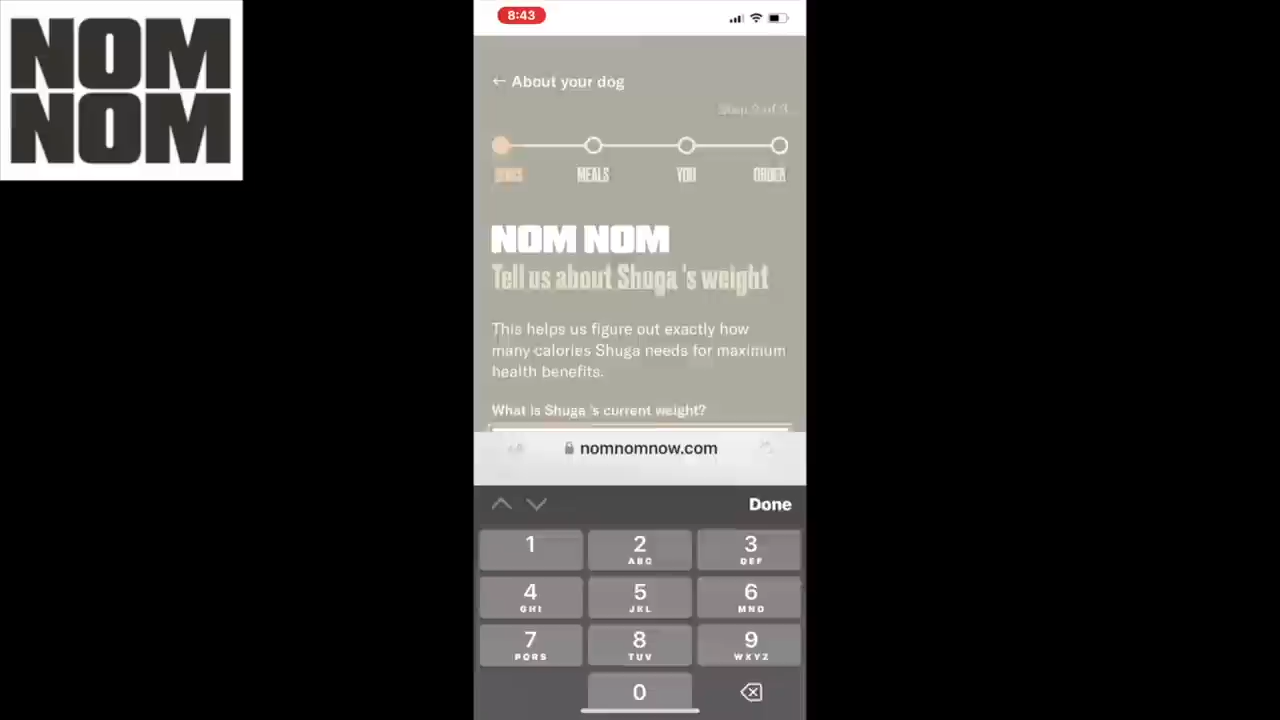 NOM
NOM
8:43
← About your dog
MEALS
YOU
ORDER
NOM NOM
Tell us about Shuga 's weight
This helps us figure out exactly how
many calories Shuga needs for maximum
health benefits.
What is Shuga 's current weight?
nomnomnow.com
Done
1
2
ABC
3
DEF
4
GHI
5
JKL
6
MNO
7
PQRS
8
TUV
9
WXYZ
0